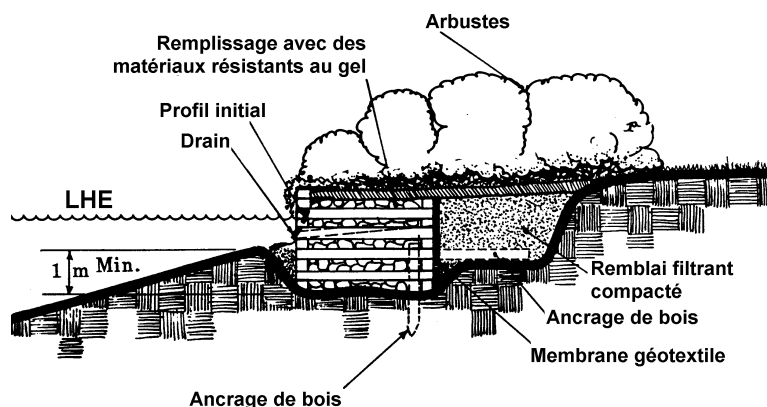 Arbustes
Remplissage avec des
matériaux résistants au gel
Profil initial
Drain
LHE
1 m Min.
Remblai filtrant
compacté
Ancrage de bois
Membrane géotextile
Ancrage de bois